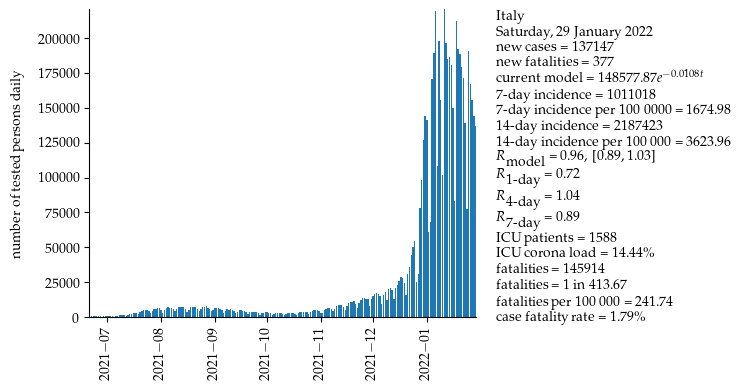 number of tested persons daily
200000
175000
150000
125000
100000
75000
50000
25000
0
2021−07
2021−08
2021−09
2021−10
2021−11
2021−12
2022−01
Italy
Saturday, 29 January 2022
new cases = 137147
new fatalities = 377
current model = 148577.87e^{−0.0108t}
7-day incidence = 1011018
7-day incidence per 100 0000 = 1674.98
14-day incidence = 2187423
14-day incidence per 100 000 = 3623.96
R_model = 0.96, [0.89, 1.03]
R_1-day = 0.72
R_4-day = 1.04
R_7-day = 0.89
ICU patients = 1588
ICU corona load = 14.44%
fatalities = 145914
fatalities = 1 in 413.67
fatalities per 100 000 = 241.74
case fatality rate = 1.79%